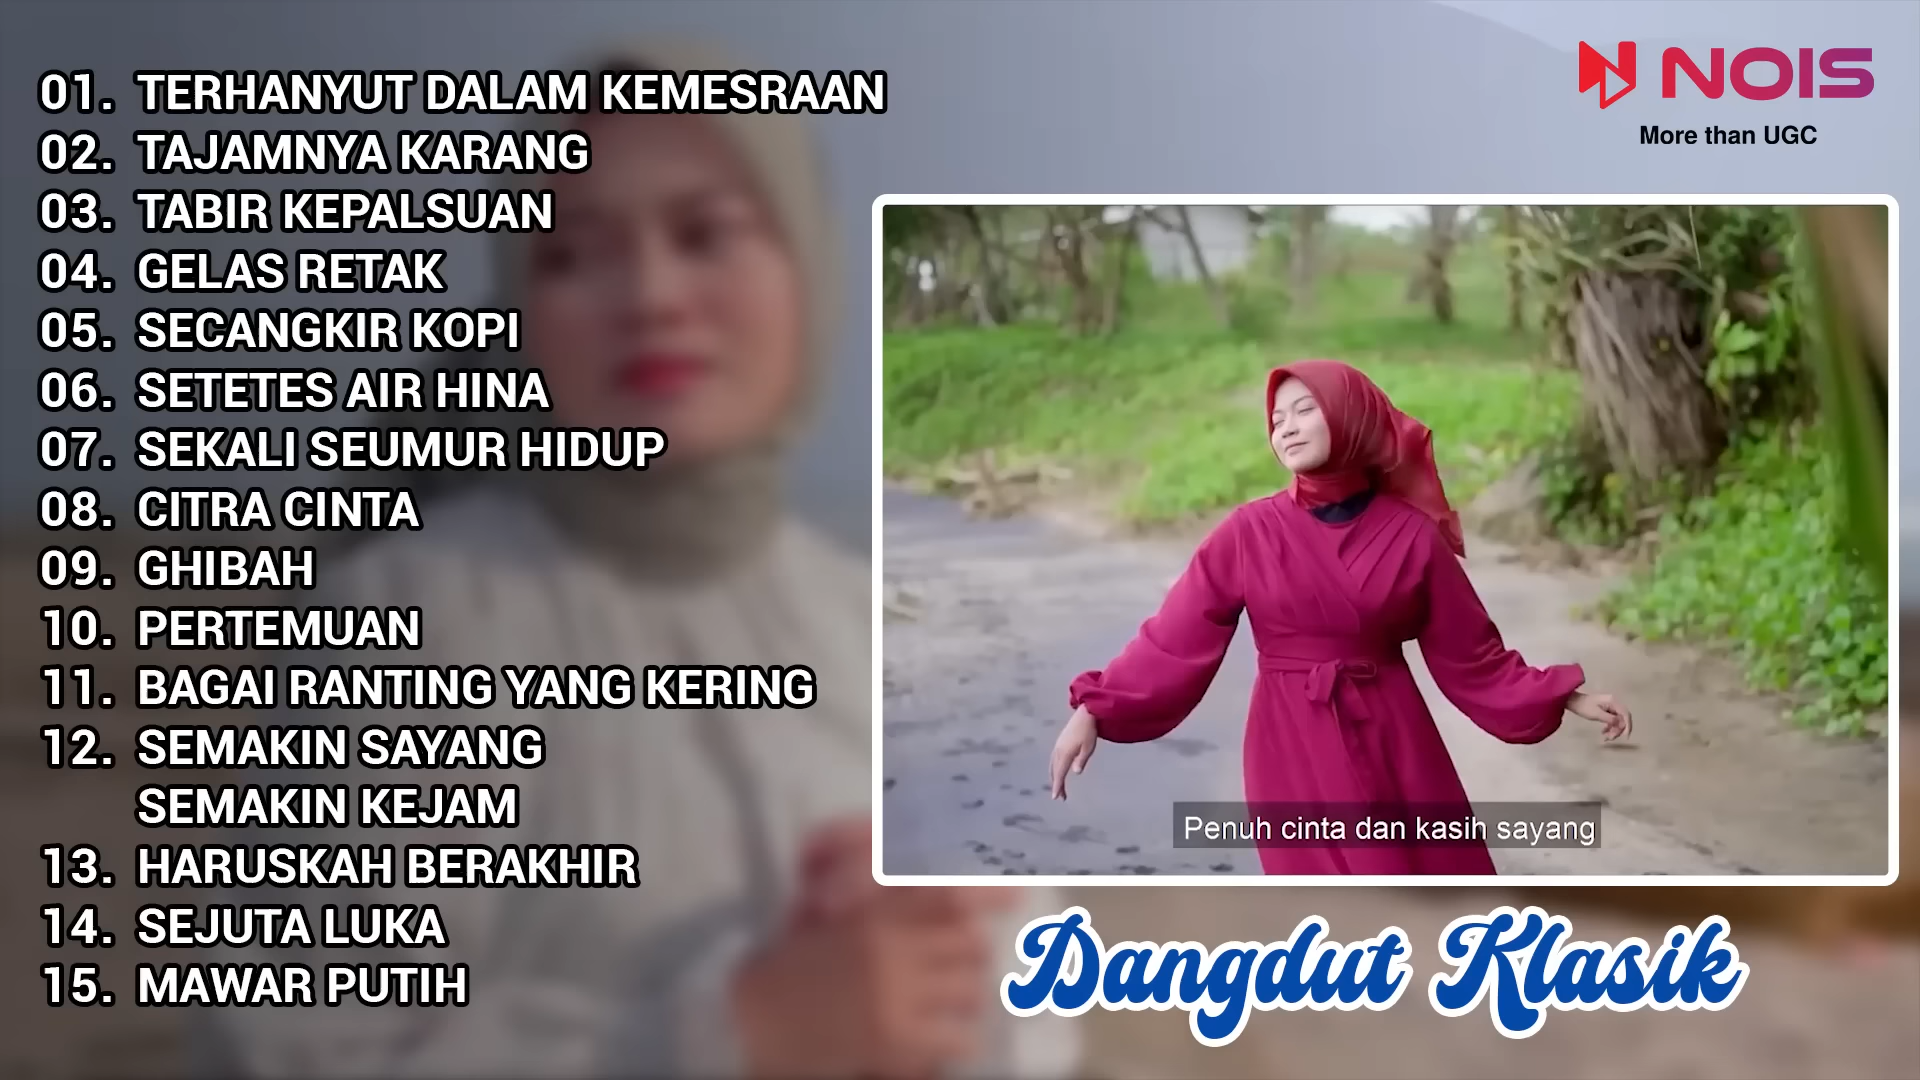 01. TERHANYUT DALAM KEMESRAAN
02. TAJAMNYA KARANG
03. TABIR KEPALSUAN
04. GELAS RETAK
05. SECANGKIR KOPI
06. SETETES AIR HINA
07. SEKALI SEUMUR HIDUP
08. CITRA CINTA
09. GHIBAH
10. PERTEMUAN
11. BAGAI RANTING YANG KERING
12. SEMAKIN SAYANG
SEMAKIN KEJAM
13. HARUSKAH BERAKHIR
14. SEJUTA LUKA
15. MAWAR PUTIH
NOIS
More than UGC
Penuh cinta dan kasih sayang
Dangdut Klasik